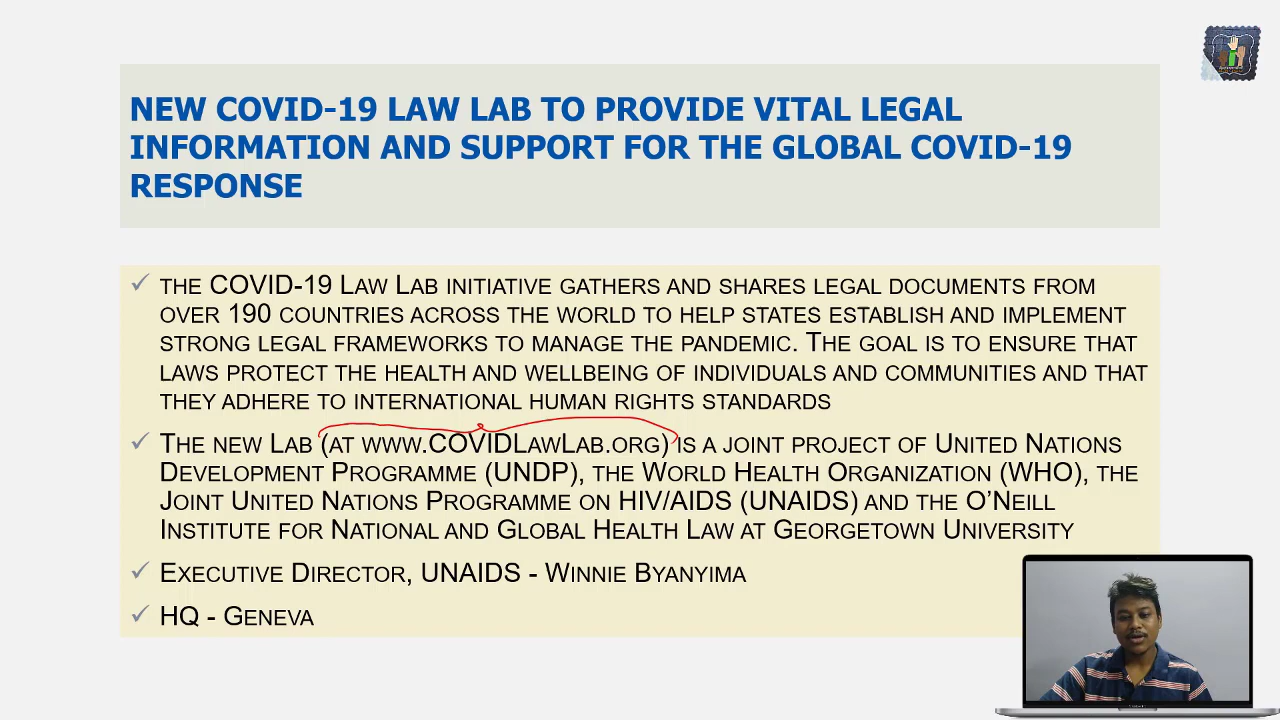 NEW COVID-19 LAW LAB TO PROVIDE VITAL LEGAL
INFORMATION AND SUPPORT FOR THE GLOBAL COVID-19
RESPONSE
✓ THE COVID-19 LAW LAB INITIATIVE GATHERS AND SHARES LEGAL DOCUMENTS FROM
OVER 190 COUNTRIES ACROSS THE WORLD TO HELP STATES ESTABLISH AND IMPLEMENT
STRONG LEGAL FRAMEWORKS TO MANAGE THE PANDEMIC. THE GOAL IS TO ENSURE THAT
LAWS PROTECT THE HEALTH AND WELLBEING OF INDIVIDUALS AND COMMUNITIES AND THAT
THEY ADHERE TO INTERNATIONAL HUMAN RIGHTS STANDARDS
✓ THE NEW LAB (AT WWW.COVIDLAWLAB.ORG) IS A JOINT PROJECT OF UNITED NATIONS
DEVELOPMENT PROGRAMME (UNDP), THE WORLD HEALTH ORGANIZATION (WHO), THE
JOINT UNITED NATIONS PROGRAMME ON HIV/AIDS (UNAIDS) AND THE O’NEILL
INSTITUTE FOR NATIONAL AND GLOBAL HEALTH LAW AT GEORGETOWN UNIVERSITY
✓ EXECUTIVE DIRECTOR, UNAIDS - WINNIE BYANYIMA
✓ HQ - GENEVA